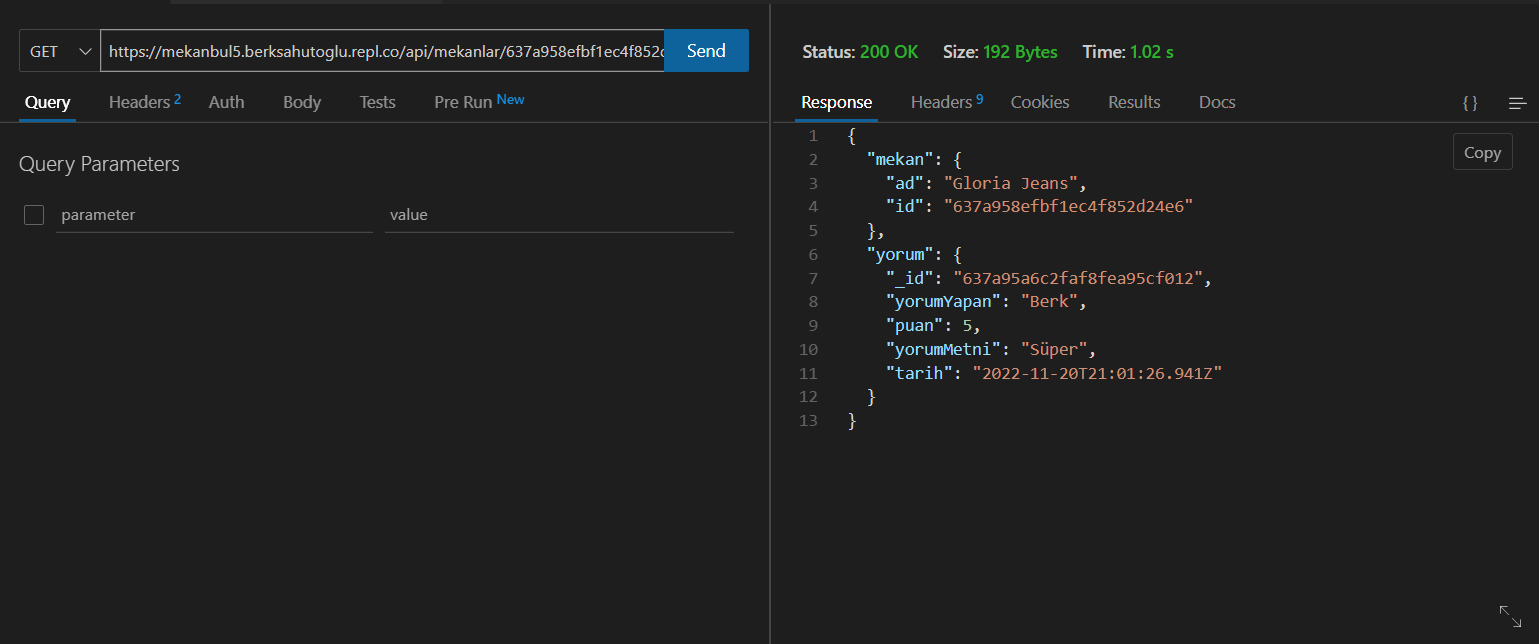 GET https://mekanbul5.berksahutoglu.repl.co/api/mekanlar/637a958efbf1ec4f852d Send
Query Headers 2 Auth Body Tests Pre Run New
Query Parameters
parameter value
Status: 200 OK Size: 192 Bytes Time: 1.02 s
Response Headers 9 Cookies Results Docs { }
Copy
1 {
2 "mekan": {
3 "ad": "Gloria Jeans",
4 "id": "637a958efbf1ec4f852d24e6"
5 },
6 "yorum": {
7 "_id": "637a95a6c2faf8fea95cf012",
8 "yorumYapan": "Berk",
9 "puan": 5,
10 "yorumMetni": "Süper",
11 "tarih": "2022-11-20T21:01:26.941Z"
12 }
13 }